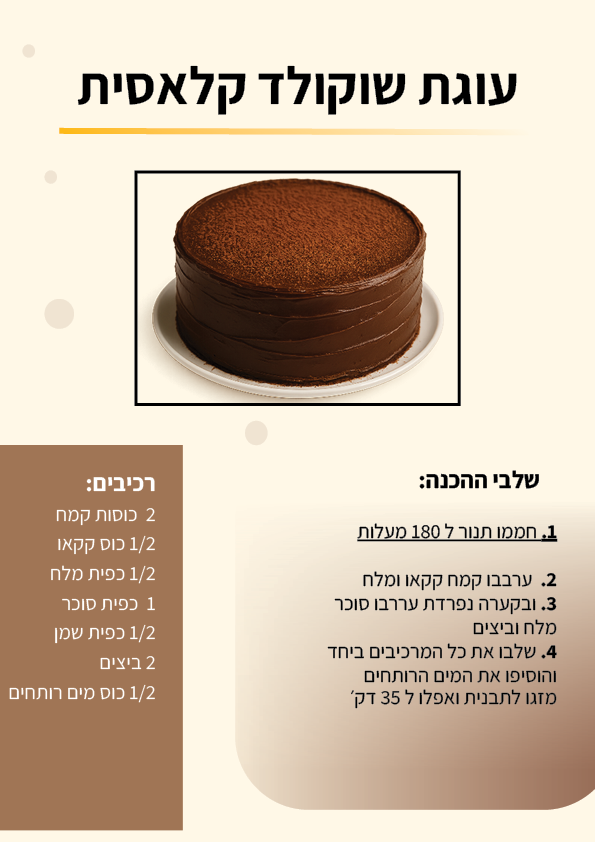 עוגת שוקולד קלאסית
שלבי ההכנה:
1. חממו תנור ל 180 מעלות
2. ערבבו קמח קקאו ומלח
3. ובקערה נפרדת עררבו סוכר
מלח וביצים
4. שלבו את כל המרכיבים ביחד
והוסיפו את המים הרותחים
מזגו לתבנית ואפלו ל 35 דק׳
רכיבים:
2 כוסות קמח
1/2 כוס קקאו
1/2 כפית מלח
1 כפית סוכר
1/2 כפית שמן
2 ביצים
1/2 כוס מים רותחים